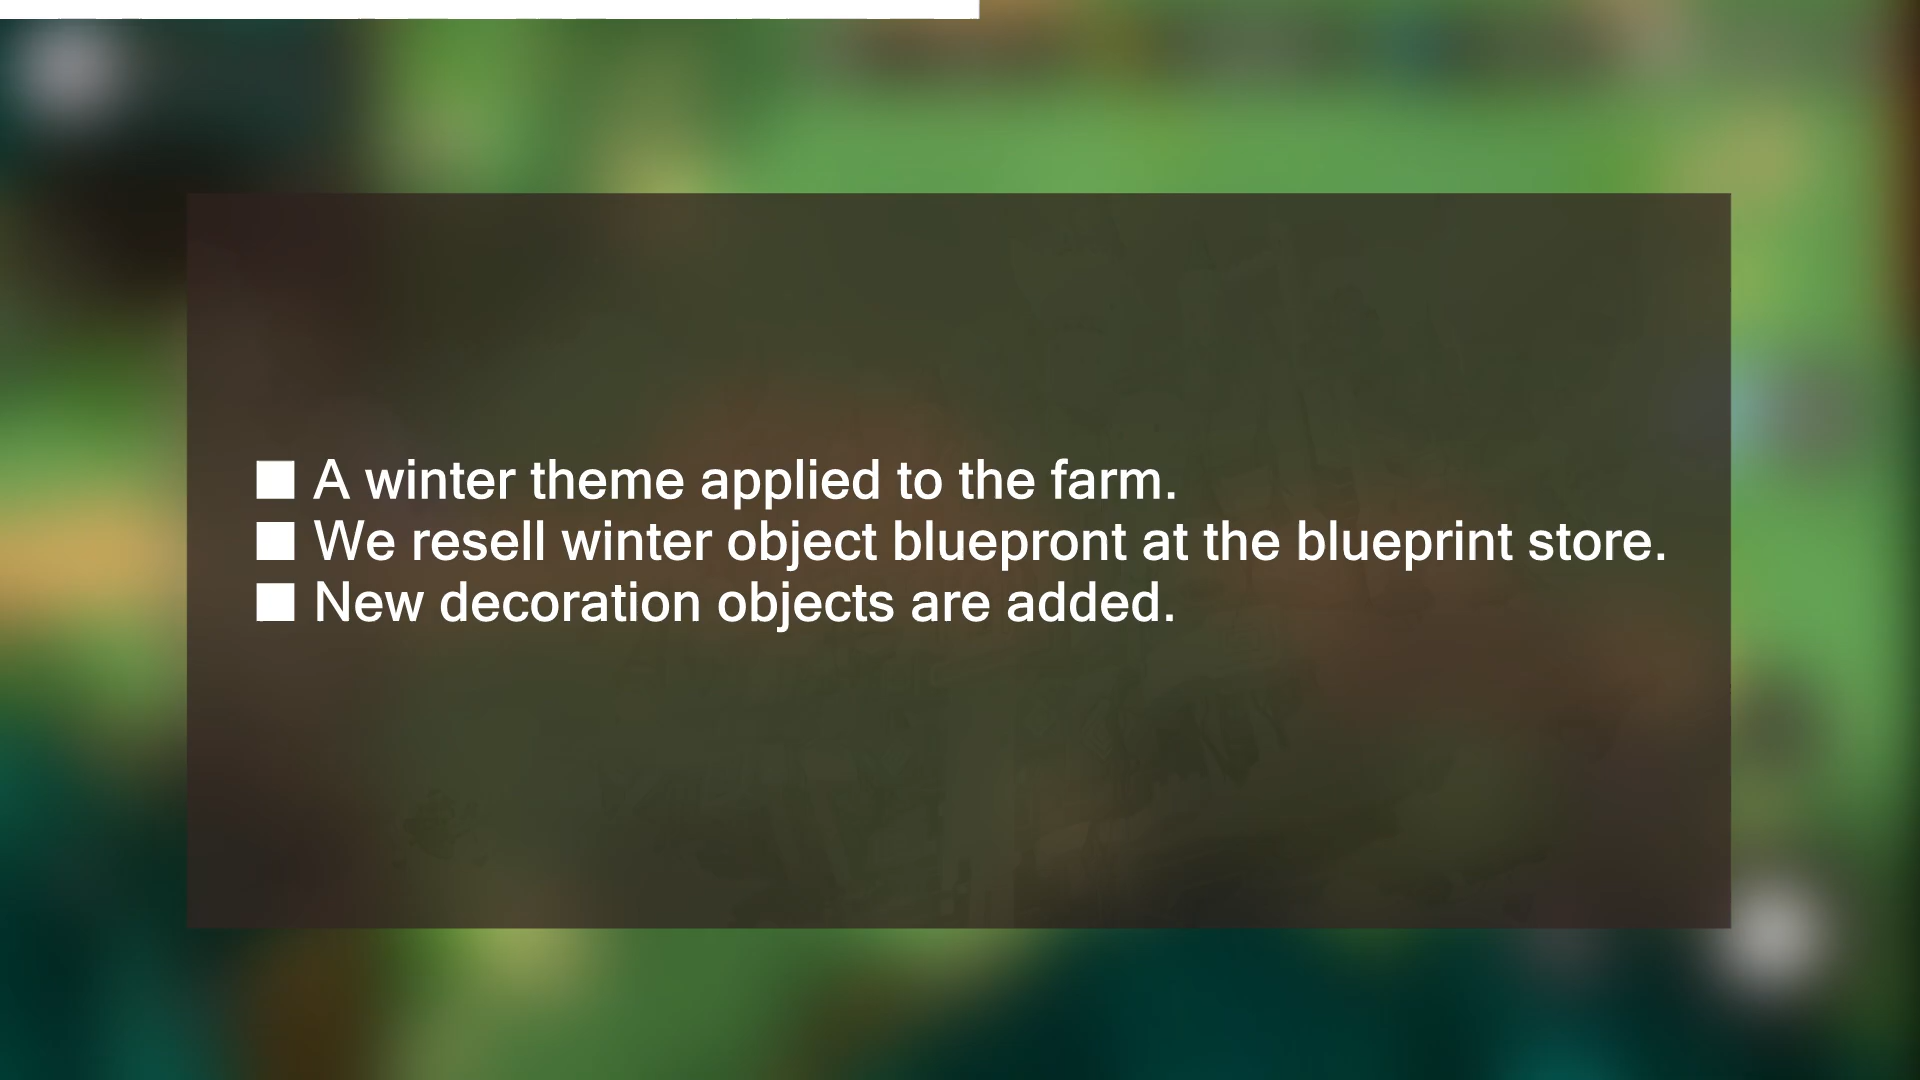 ■ A winter theme applied to the farm.
■ We resell winter object bluepront at the blueprint store.
■ New decoration objects are added.